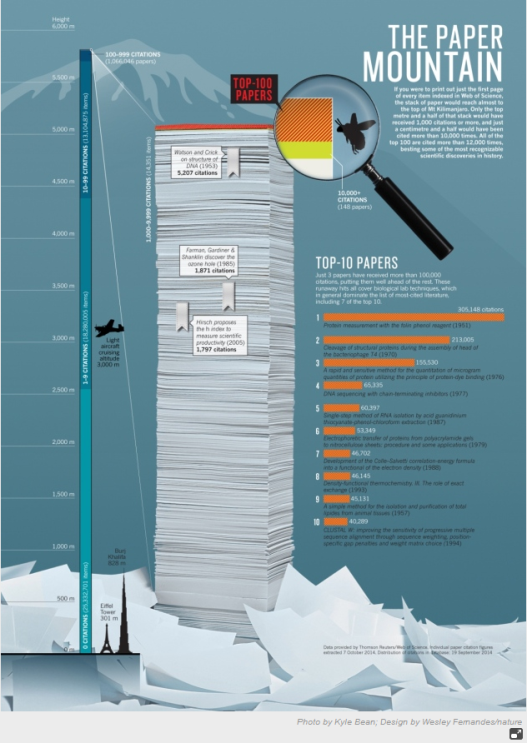 Height
6,000 m
THE PAPER
MOUNTAIN
If you were to print out just the first page
of every item indexed in Web of Science,
the stack of paper would reach almost to
the top of Mt Kilimanjaro. Only the top
metre and a half of that stack would have
received 1,000 citations or more, and just
a centimetre and a half would have been
cited more than 10,000 times. All of the
top 100 are cited more than 12,000 times,
besting some of the most recognizable
scientific discoveries in history.
100–999 CITATIONS
5,500 m
TOP-100
PAPERS
5,000 m
10–99 CITATIONS
1,000–9,999 CITATIONS
Watson and Crick
on structure of
DNA (1953)
5,207 citations
10,000+
CITATIONS
(148 papers)
4,500 m
4,000 m
Farman, Gardiner &
Shanklin discover the
ozone hole (1985)
1,871 citations
3,500 m
TOP-10 PAPERS
Just 3 papers have received more than 100,000
citations, putting them well ahead of the rest. These
runaway hits all cover biological lab techniques, which
in general dominate the list of most-cited literature,
including 7 of the top 10.
305,148 citations
1
Protein measurement with the folin phenol reagent (1951)
Hirsch proposes
the h index to
measure scientific
productivity (2005)
1,797 citations
3,000 m
Light
aircraft
cruising
altitude
3,000 m
1–9 CITATIONS
2
213,005
Cleavage of structural proteins during the assembly of head of
the bacteriophage T4 (1970)
3
155,530
A rapid and sensitive method for the quantitation of microgram
quantities of protein utilizing the principle of protein-dye binding (1976)
4
65,335
DNA sequencing with chain-terminating inhibitors (1977)
2,500 m
5
60,397
Single-step method of RNA isolation by acid guanidinium
thiocyanate-phenol-chloroform extraction (1987)
6
53,349
Electrophoretic transfer of proteins from polyacrylamide gels
to nitrocellulose sheets: procedure and some applications (1979)
2,000 m
7
46,702
Development of the Colle-Salvetti correlation-energy formula
into a functional of the electron density (1988)
8
46,145
Density-functional thermochemistry. III. The role of exact
exchange (1993)
1,500 m
9
45,131
A simple method for the isolation and purification of total
lipides from animal tissues (1957)
10
40,289
CLUSTAL W: improving the sensitivity of progressive multiple
sequence alignment through sequence weighting, position-
specific gap penalties and weight matrix choice (1994)
1,000 m
Burj
Khalifa
828 m
0 CITATIONS
500 m
Eiffel
Tower
301 m
0 m
Data provided by Thomson Reuters/Web of Science. Individual paper citation figures
extracted 7 October 2014.
Photo by Kyle Bean; Design by Wesley Fernandes/nature